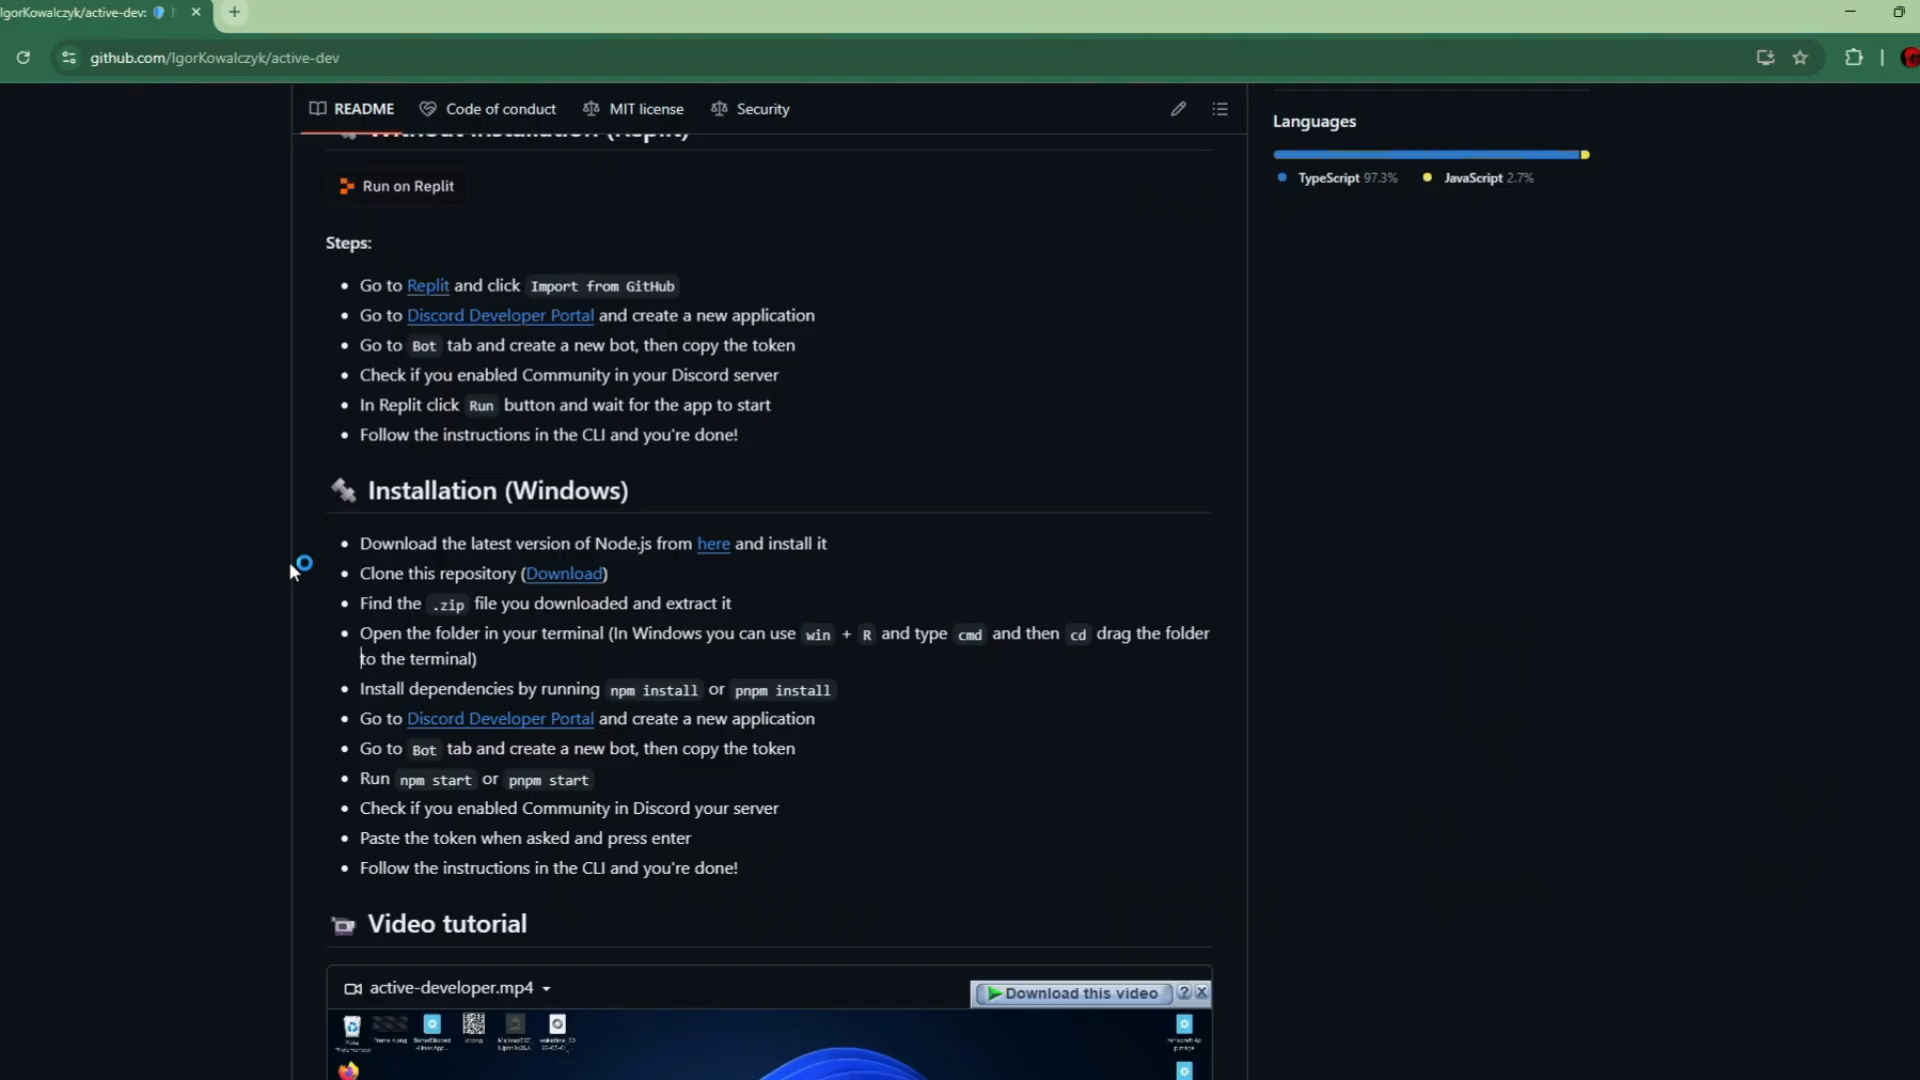 IgorKowalczyk/active-dev:
github.com/IgorKowalczyk/active-dev
README
Code of conduct
MIT license
Security
Without installation (Replit)
Run on Replit
Steps:
Go to Replit and click Import from GitHub
Go to Discord Developer Portal and create a new application
Go to Bot tab and create a new bot, then copy the token
Check if you enabled Community in your Discord server
In Replit click Run button and wait for the app to start
Follow the instructions in the CLI and you're done!
Installation (Windows)
Download the latest version of Node.js from here and install it
Clone this repository (Download)
Find the .zip file you downloaded and extract it
Open the folder in your terminal (In Windows you can use win + R and type cmd and then cd drag the folder
to the terminal)
Install dependencies by running npm install or pnpm install
Go to Discord Developer Portal and create a new application
Go to Bot tab and create a new bot, then copy the token
Run npm start or pnpm start
Check if you enabled Community in Discord your server
Paste the token when asked and press enter
Follow the instructions in the CLI and you're done!
Video tutorial
active-developer.mp4
Download this video ? X
Languages
TypeScript 97.3%
JavaScript 2.7%